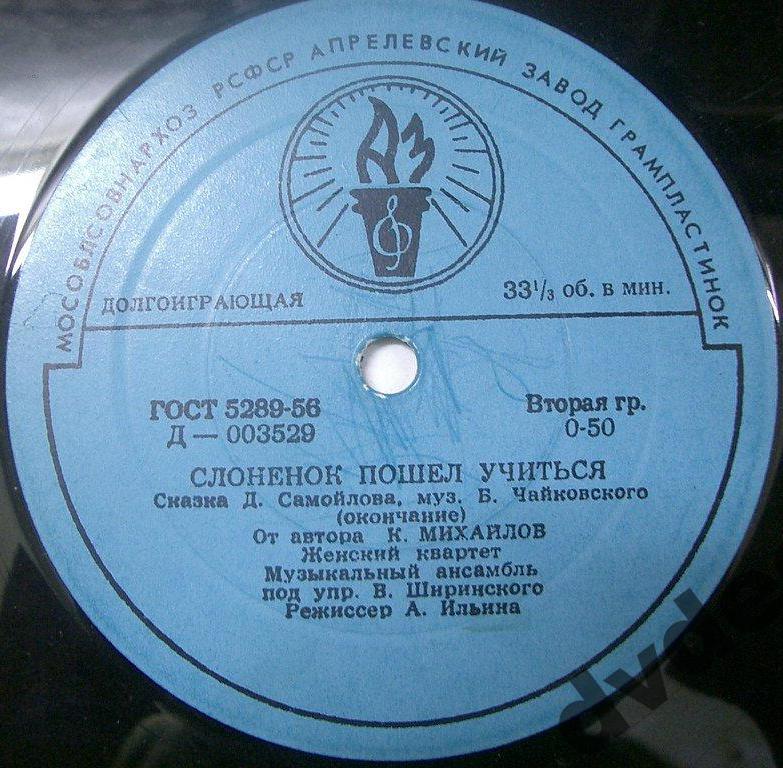 МОСОБЛСОВНАРХОЗ РСФСР АПРЕЛЕВСКИЙ ЗАВОД ГРАМПЛАСТИНОК
АЗ
ДОЛГОИГРАЮЩАЯ
33⅓ об. в мин.
ГОСТ 5289-56
Вторая гр.
Д — 003529
0-50
СЛОНЕНОК ПОШЕЛ УЧИТЬСЯ
Сказка Д. Самойлова, муз. Б. Чайковского
(окончание)
От автора К. МИХАЙЛОВ
Женский квартет
Музыкальный ансамбль
под упр. В. Ширинского
Режиссер А. Ильина